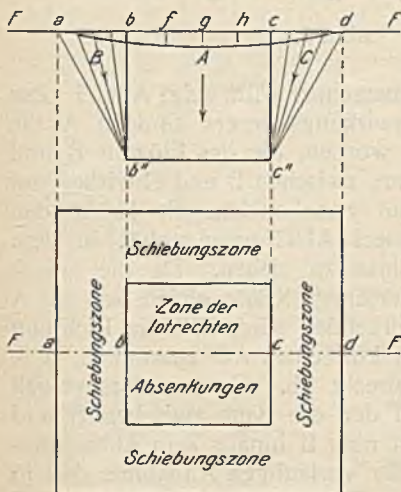 F a b f g h c d F
B A C
b" c"
Schiebungszone
Schiebungszone
Zone der
lotrechten
Schiebungszone
F a b c d F
Absenkungen
Schiebungszone